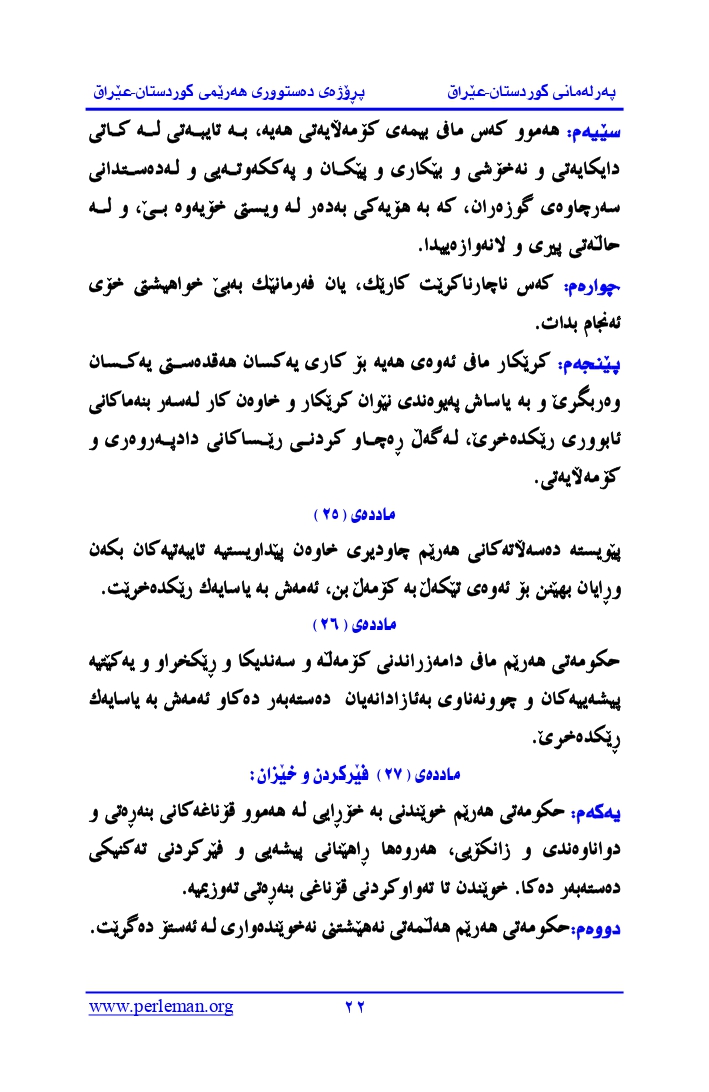 پەرلەمانی کوردستان-عێراق پڕۆژەی دەستووری هەرێمی کوردستان-عێراق
سێیەم: هەموو کەس مافی بیمەی کۆمەڵایەتی هەیە، بە تایبەتی لە کاتی
دایکایەتی و نەخۆشی و بێکاری و پێکان و پەککەوتەیی و لەدەستدانی
سەرچاوەی گوزەران، کە بە هۆیەکی بەدەر لە ویستی خۆیەوە بێ، و لە
حاڵەتی پیری و لانەوازەییدا.
چوارەم: کەس ناچارناکرێت کارێك، یان فەرمانێك بەبێ خواهیشتی خۆی
ئەنجام بدات.
پێنجەم: کرێکار مافی ئەوەی هەیە بۆ کاری یەکسان هەقدەستی یەکسان
وەربگرێ و بە یاساش پەیوەندی نێوان کرێکار و خاوەن کار لەسەر بنەماکانی
ئابووری رێکدەخرێ، لەگەڵ ڕەچاو کردنی رێساکانی دادپەروەری و
کۆمەڵایەتی.
ماددەی (٢٥)
پێویستە دەسەڵاتەکانی هەرێم چاودیری خاوەن پێداویستیە تایبەتیەکان بکەن
وڕایان بهێنن بۆ ئەوەی تێکەڵ بە کۆمەڵ بن، ئەمەش بە یاسایەك رێکدەخرێت.
ماددەی (٢٦)
حکومەتی هەرێم مافی دامەزراندنی کۆمەڵە و سەندیکا و ڕێکخراو و یەکێتیە
پیشەییەکان و چوونەناوی بەئازادانەیان دەستەبەر دەکاو ئەمەش بە یاسایەك
ڕێکدەخرێ.
ماددەی (٢٧) فێرکردن و خێزان:
یەکەم: حکومەتی هەرێم خوێندنی بە خۆڕایی لە هەموو قۆناغەکانی بنەڕەتی و
دواناوەندی و زانکۆیی، هەروەها ڕاهێنانی پیشەیی و فێرکردنی تەکنیکی
دەستەبەر دەکا. خوێندن تا تەواوکردنی قۆناغی بنەڕەتی تەوزیمیە.
دووەم:حکومەتی هەرێم هەڵمەتی نەهێشتنی نەخوێندەواری لە ئەستۆ دەگرێت.
www.perleman.org ٢٢